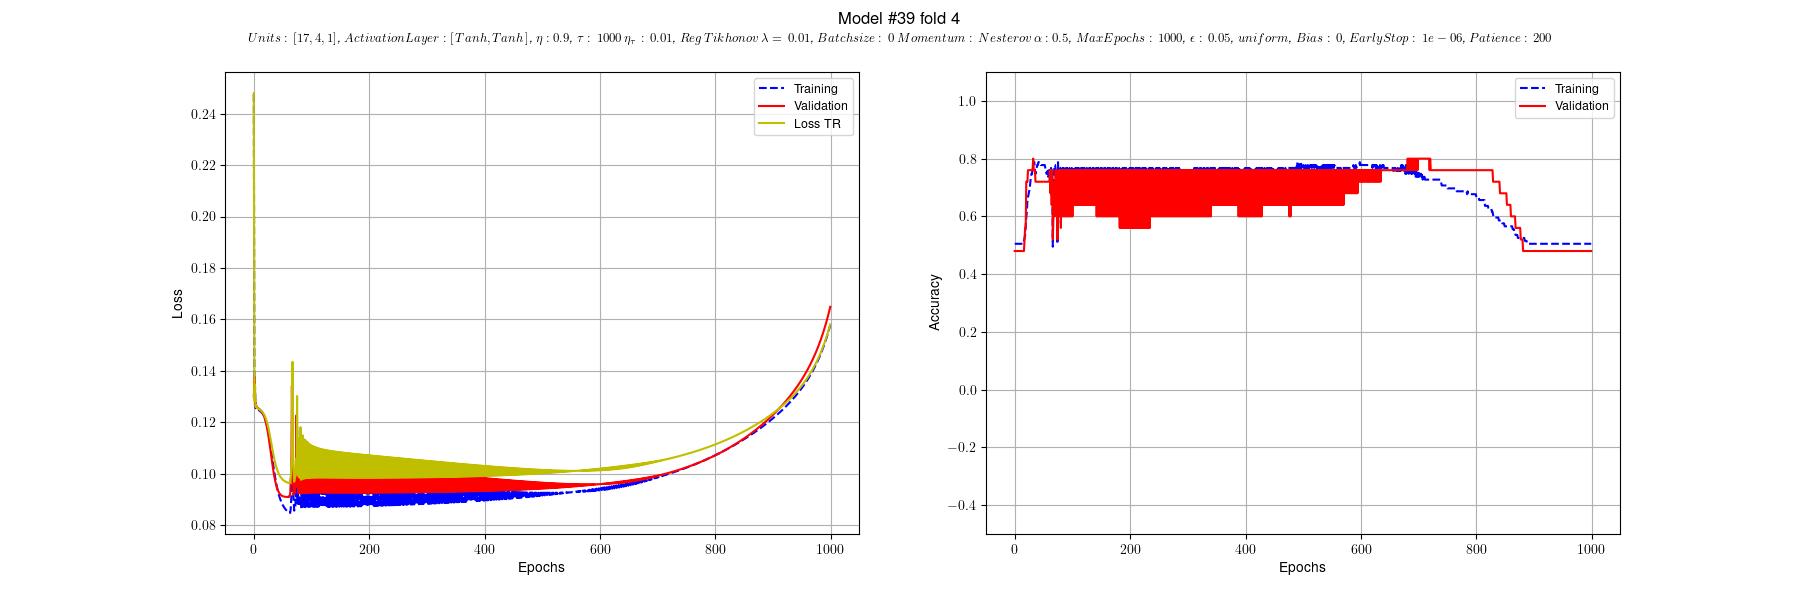 Model #39 fold 4
Units : [17, 4, 1], ActivationLayer : [Tanh, Tanh], η : 0.9, τ : 1000 η_τ : 0.01, Reg Tikhonov λ = 0.01, Batchsize : 0 Momentum : Nesterov α : 0.5, MaxEpochs : 1000, ϵ : 0.05, uniform, Bias : 0, EarlyStop : 1e − 06, Patience : 200
Training
Validation
Loss TR
0.24
0.22
0.20
0.18
0.16
0.14
0.12
0.10
0.08
Loss
0
200
400
600
800
1000
Epochs
Training
Validation
1.0
0.8
0.6
0.4
0.2
0.0
−0.2
−0.4
Accuracy
0
200
400
600
800
1000
Epochs